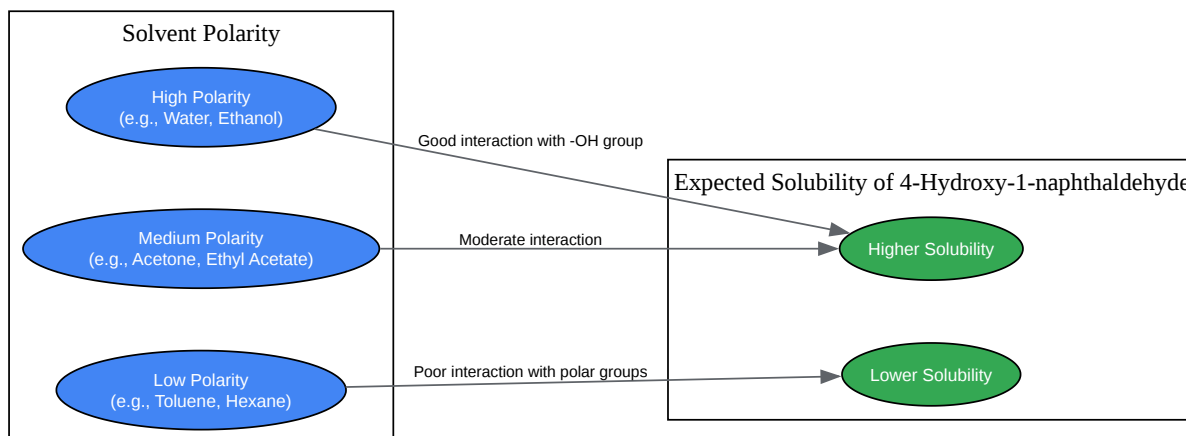 Solvent Polarity
High Polarity
(e.g., Water, Ethanol)
Good interaction with -OH group
Expected Solubility of 4-Hydroxy-1-naphthaldehyde
Medium Polarity
(e.g., Acetone, Ethyl Acetate)
Moderate interaction
Higher Solubility
Low Polarity
(e.g., Toluene, Hexane)
Poor interaction with polar groups
Lower Solubility